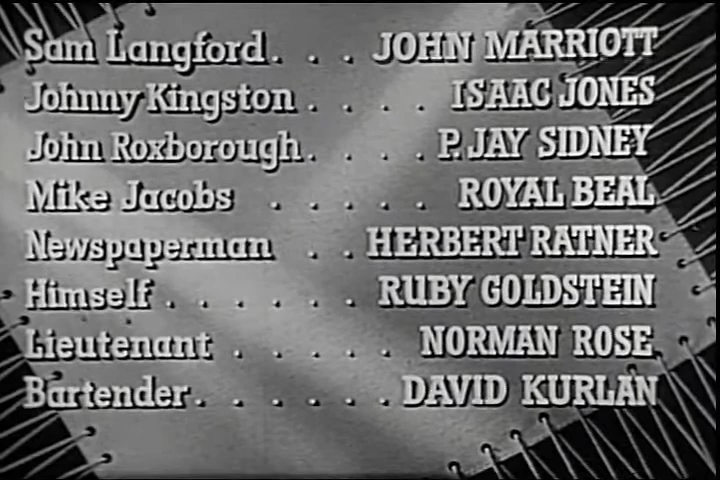 Sam Langford. . . JOHN MARRIOTT
Johnny Kingston . . . . ISAAC JONES
John Roxborough. . . . P. JAY SIDNEY
Mike Jacobs . . . . . ROYAL BEAL
Newspaperman . . HERBERT RATNER
Himself . . . . . . RUBY GOLDSTEIN
Lieutenant . . . . . NORMAN ROSE
Bartender. . . . . . DAVID KURLAN